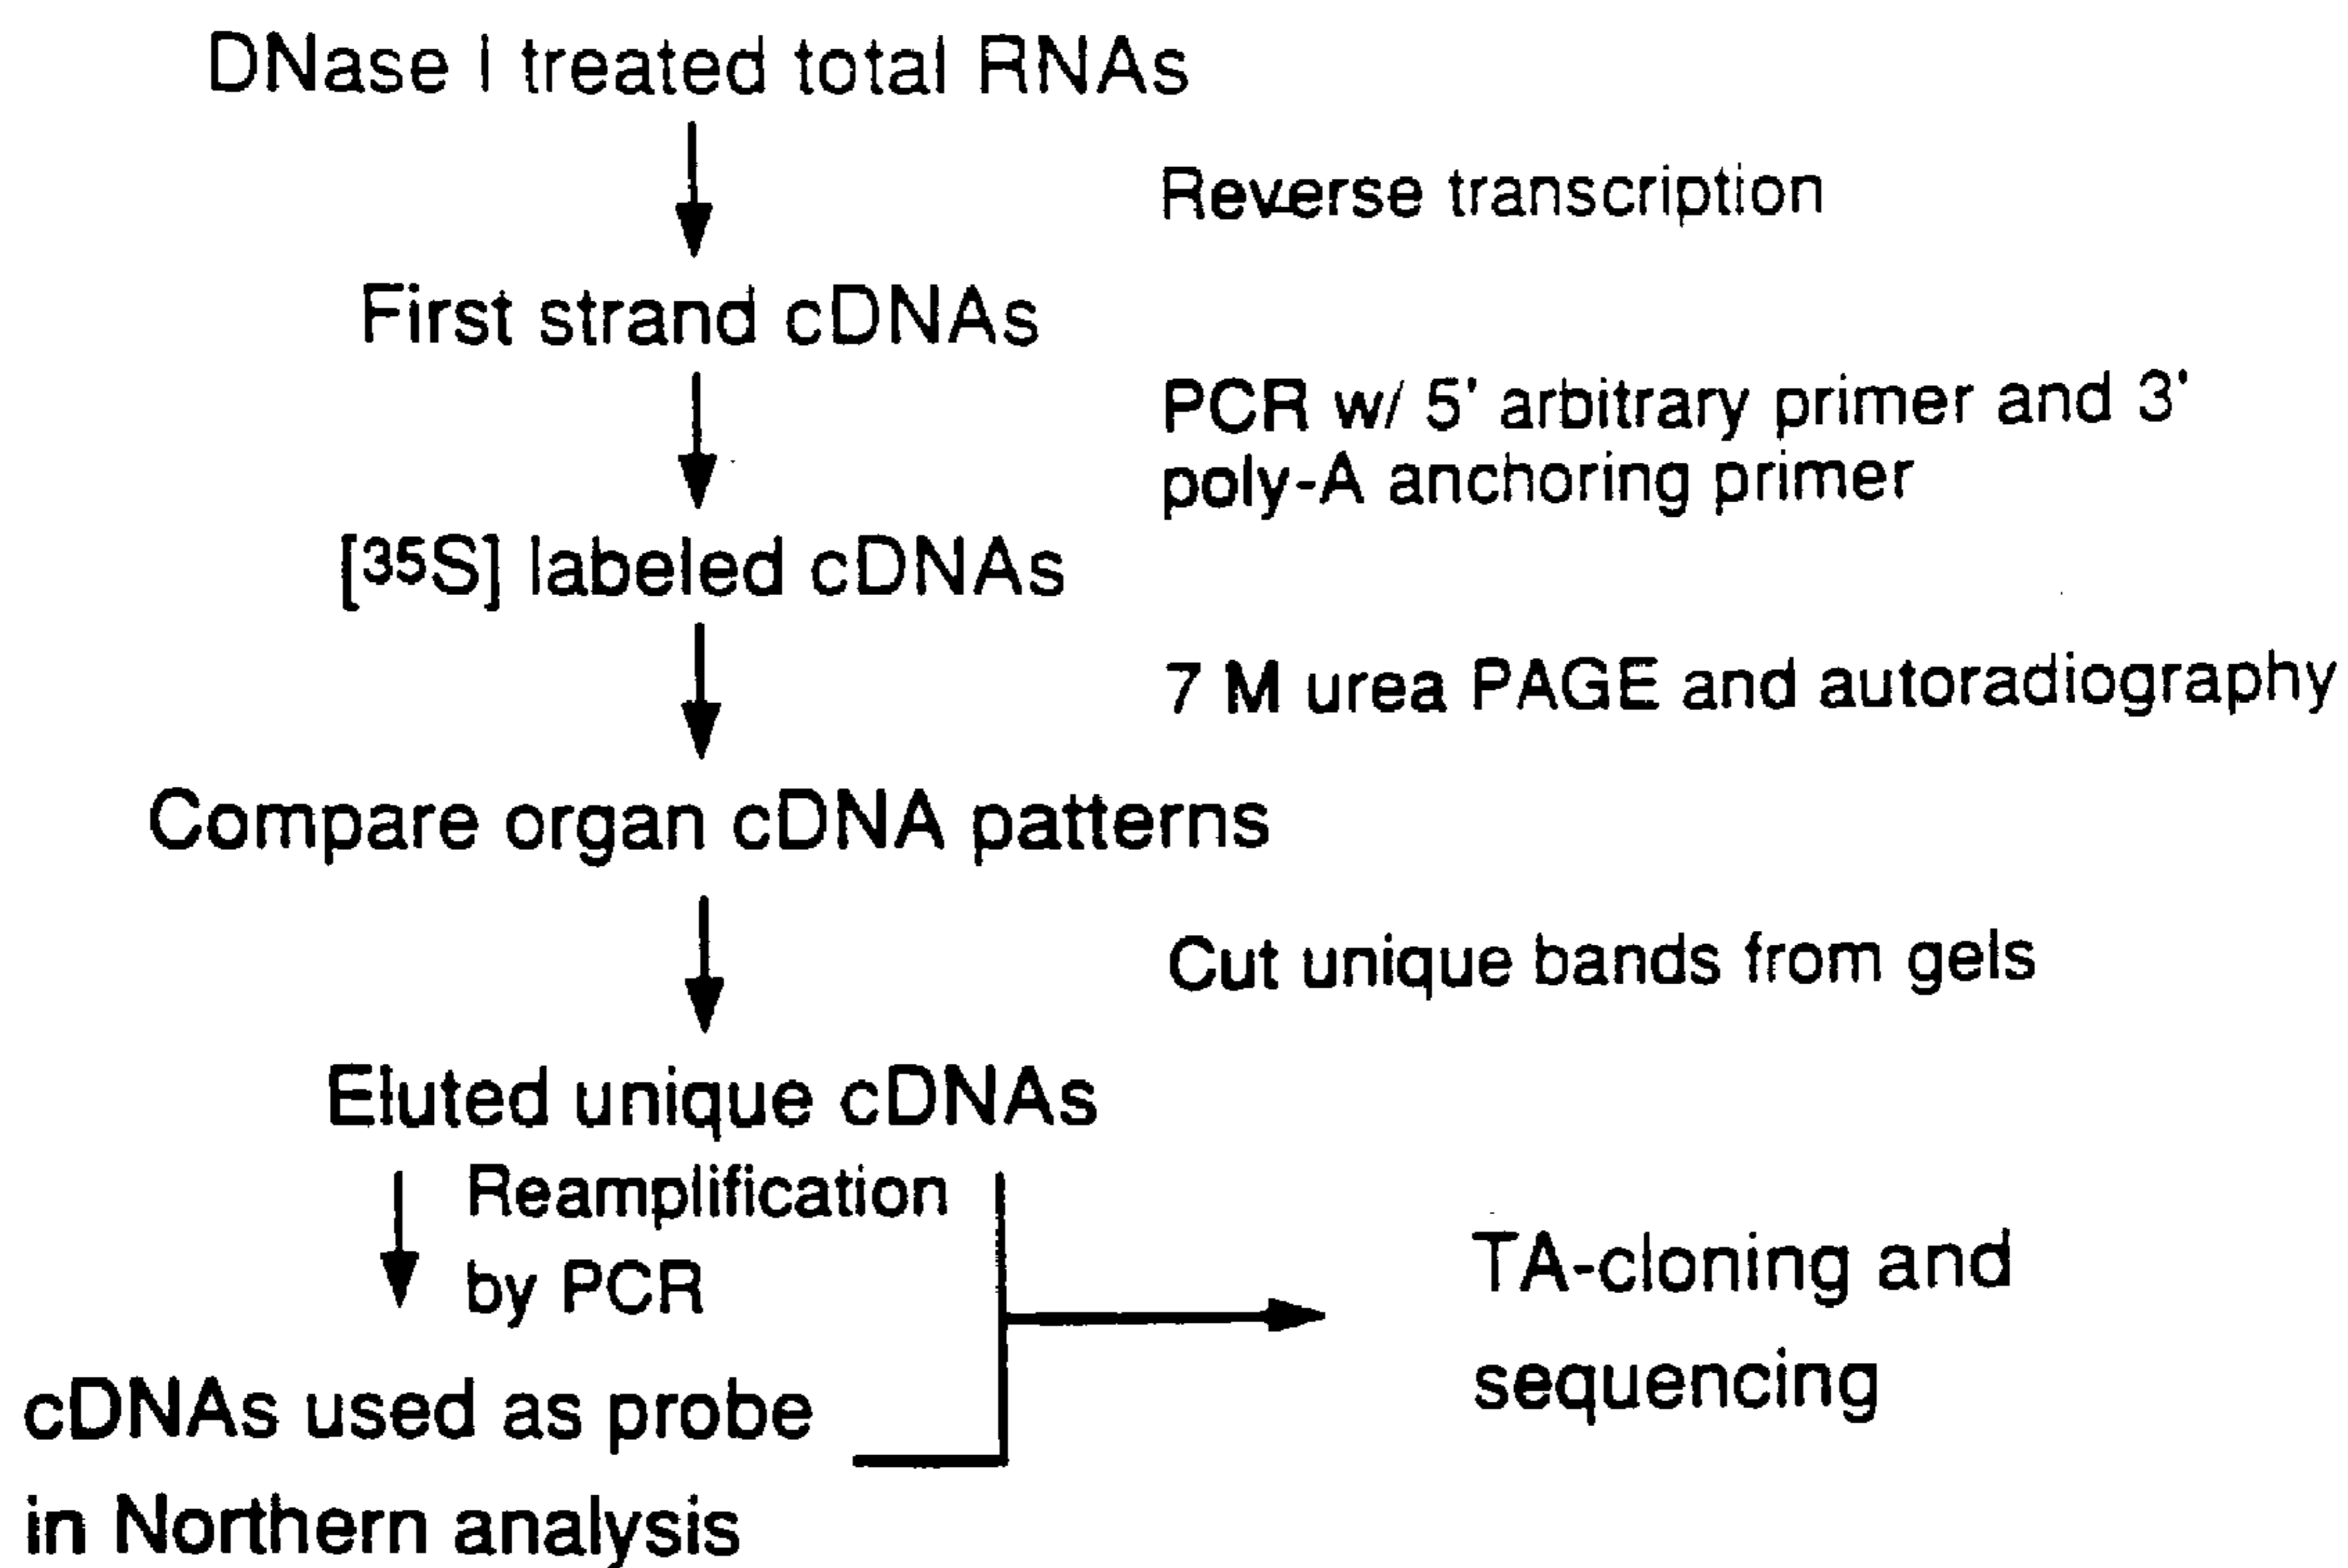 DNase I treated total RNAs
Reverse transcription
First strand cDNAs
PCR w/ 5' arbitrary primer and 3'
poly-A anchoring primer
[³⁵S] labeled cDNAs
7 M urea PAGE and autoradiography
Compare organ cDNA patterns
Cut unique bands from gels
Eluted unique cDNAs
Reamplification
by PCR
TA-cloning and
sequencing
cDNAs used as probe
in Northern analysis